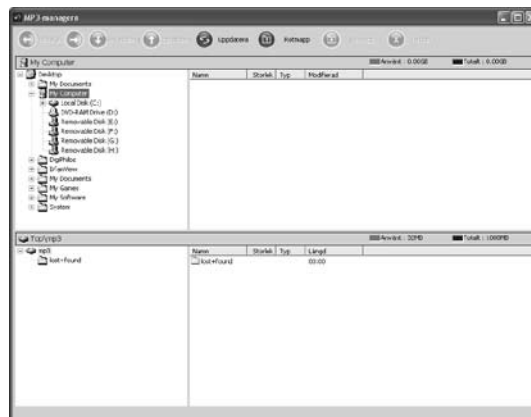 MP3 managern
Uppdatera Rotmapp
My Computer Använt : 0.00GB Totalt : 0.00GB
Desktop
My Documents
My Computer
Local Disk (C:)
DVD-RAM Drive (D:)
Removable Disk (E:)
Removable Disk (F:)
Removable Disk (G:)
Removable Disk (H:)
DigiPhiloc
IrfanView
My Documents
My Games
My Software
System
Namn Storlek Typ Modifierad
Top\mp3 Använt : 32MB Totalt : 1000MB
mp3
lost+found
Namn Storlek Typ Längd
lost+found 00:00